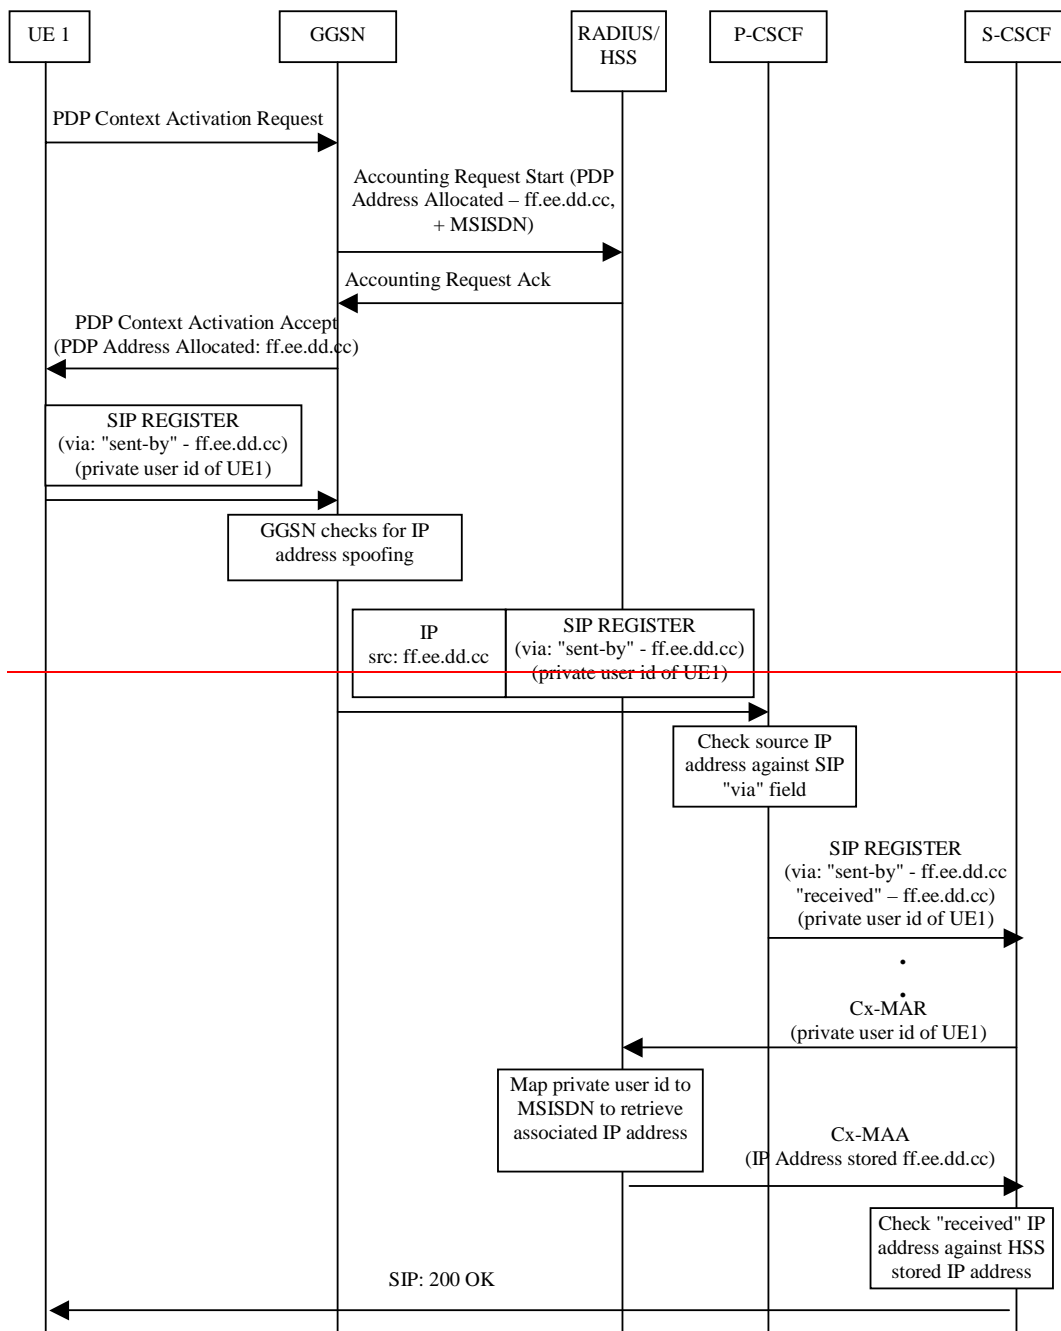 UE 1
GGSN
RADIUS/
HSS
P-CSCF
S-CSCF
PDP Context Activation Request
Accounting Request Start (PDP
Address Allocated – ff.ee.dd.cc,
+ MSISDN)
Accounting Request Ack
PDP Context Activation Accept
(PDP Address Allocated: ff.ee.dd.cc)
SIP REGISTER
(via: "sent-by" - ff.ee.dd.cc)
(private user id of UE1)
GGSN checks for IP
address spoofing
IP
src: ff.ee.dd.cc
SIP REGISTER
(via: "sent-by" - ff.ee.dd.cc)
(private user id of UE1)
Check source IP
address against SIP
"via" field
SIP REGISTER
(via: "sent-by" - ff.ee.dd.cc
"received" – ff.ee.dd.cc)
(private user id of UE1)
Cx-MAR
(private user id of UE1)
Map private user id to
MSISDN to retrieve
associated IP address
Cx-MAA
(IP Address stored ff.ee.dd.cc)
Check "received" IP
address against HSS
stored IP address
SIP: 200 OK